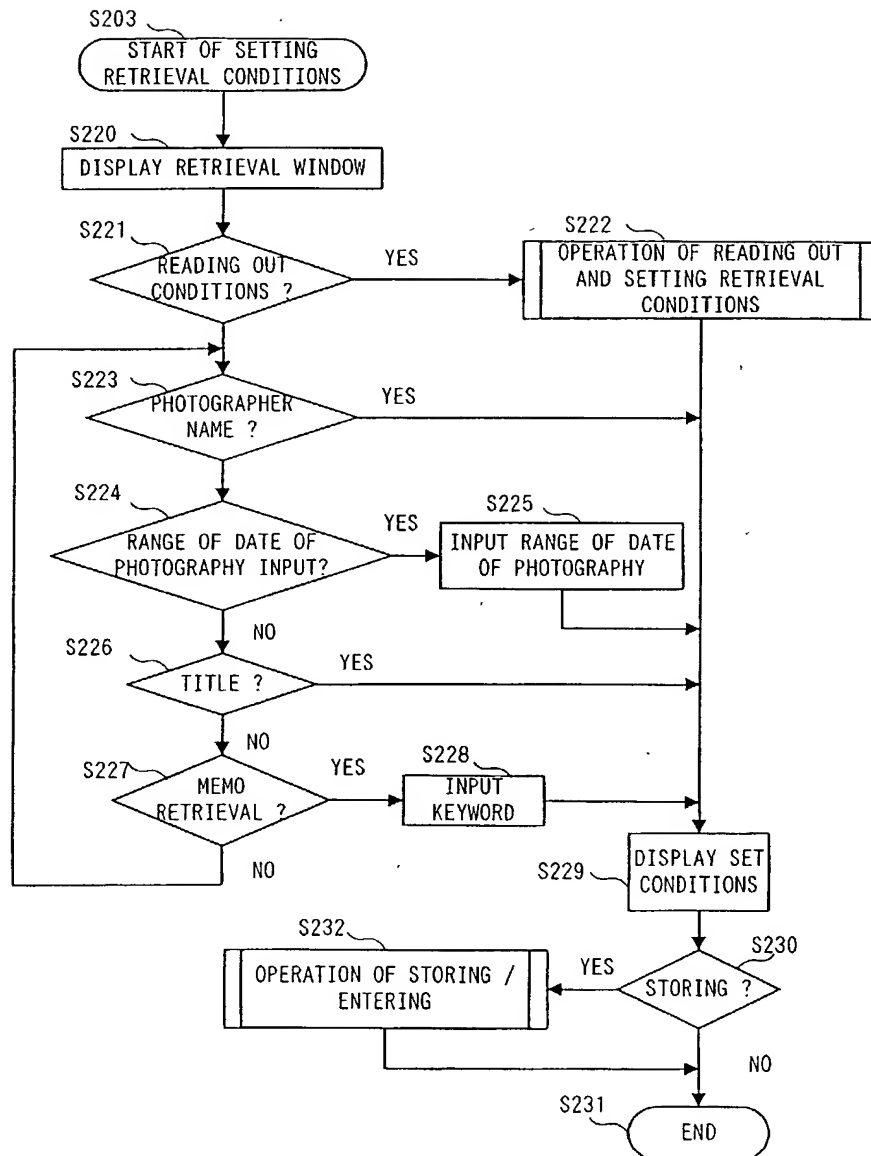 S203
START OF SETTING
RETRIEVAL CONDITIONS
S220
DISPLAY RETRIEVAL WINDOW
S221
READING OUT
CONDITIONS ?
YES
S222
OPERATION OF READING OUT
AND SETTING RETRIEVAL
CONDITIONS
S223
PHOTOGRAPHER
NAME ?
YES
S224
RANGE OF DATE OF
PHOTOGRAPHY INPUT?
YES
S225
INPUT RANGE OF DATE
OF PHOTOGRAPHY
NO
S226
TITLE ?
YES
NO
S227
MEMO
RETRIEVAL ?
YES
S228
INPUT
KEYWORD
NO
S229
DISPLAY SET
CONDITIONS
S230
STORING ?
YES
S232
OPERATION OF STORING /
ENTERING
NO
S231
END